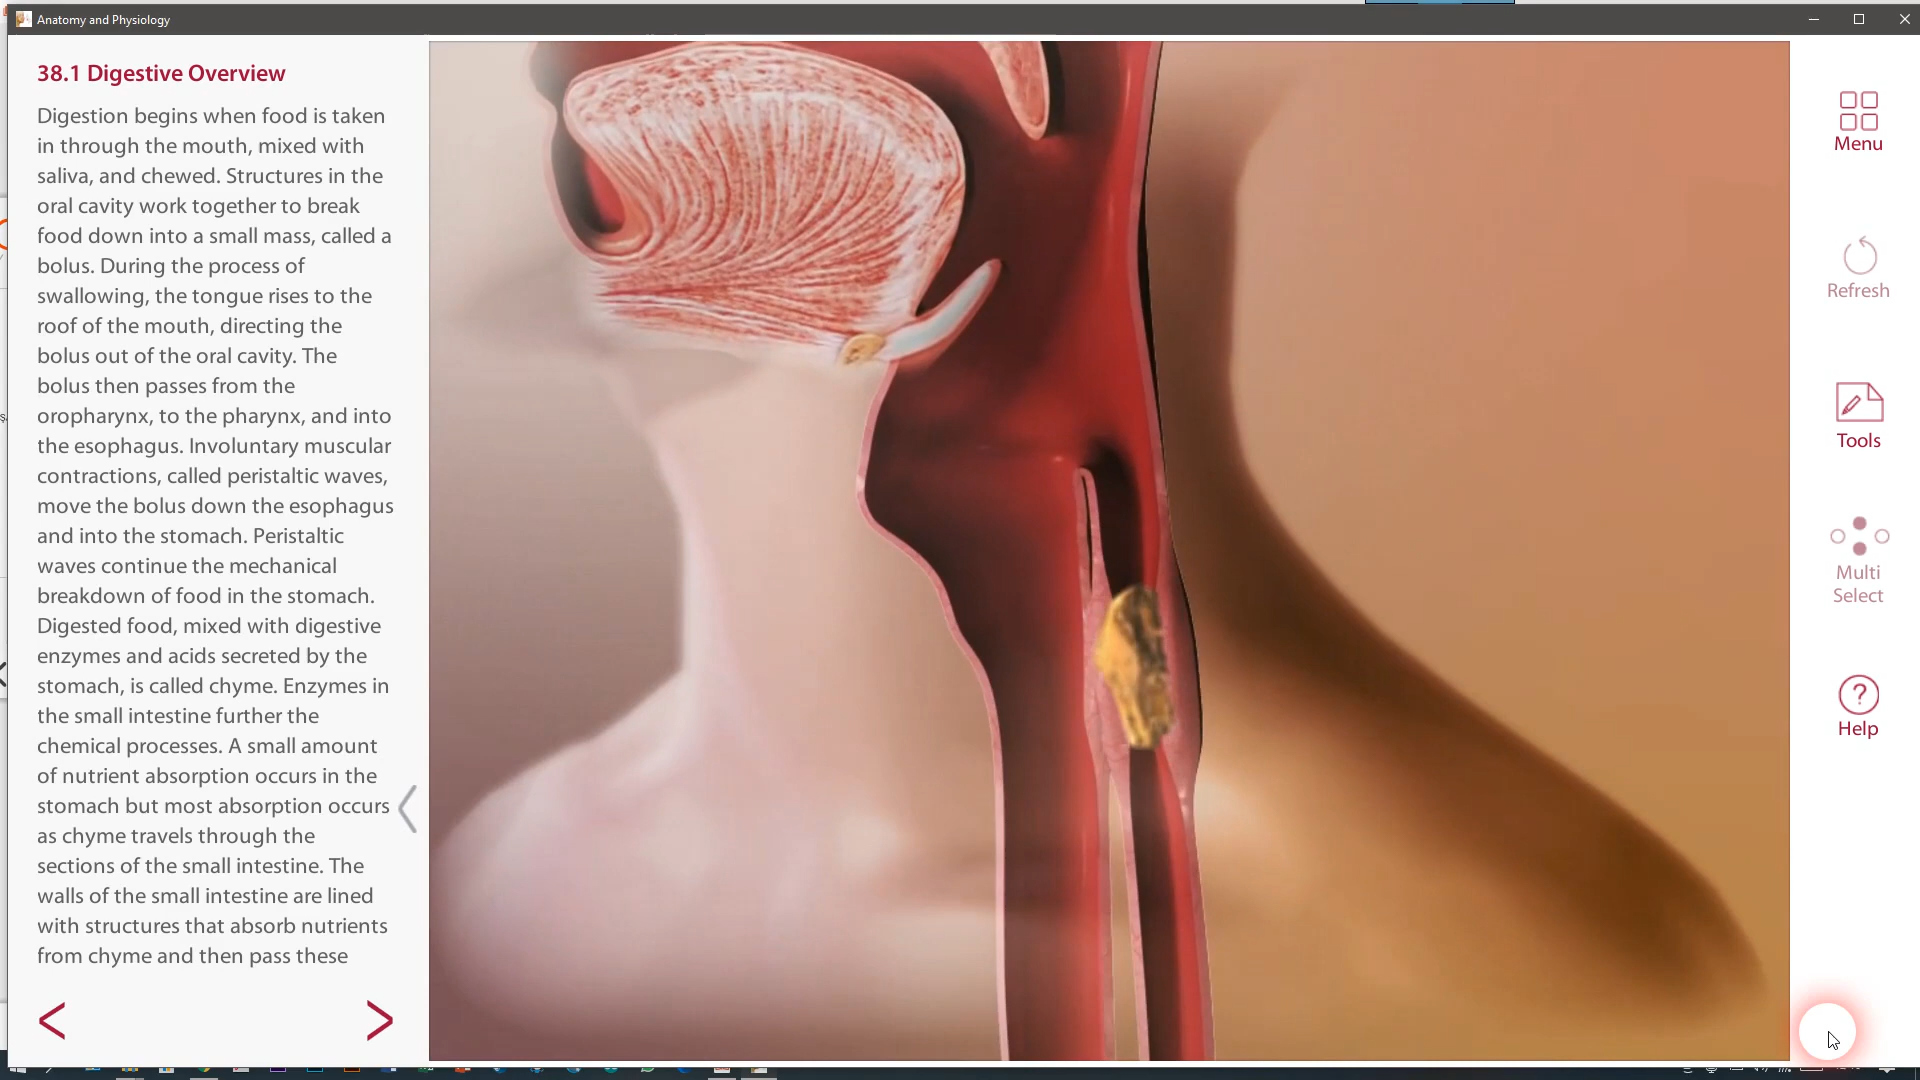 Anatomy and Physiology
38.1 Digestive Overview
Digestion begins when food is taken
in through the mouth, mixed with
saliva, and chewed. Structures in the
oral cavity work together to break
food down into a small mass, called a
bolus. During the process of
swallowing, the tongue rises to the
roof of the mouth, directing the
bolus out of the oral cavity. The
bolus then passes from the
oropharynx, to the pharynx, and into
the esophagus. Involuntary muscular
contractions, called peristaltic waves,
move the bolus down the esophagus
and into the stomach. Peristaltic
waves continue the mechanical
breakdown of food in the stomach.
Digested food, mixed with digestive
enzymes and acids secreted by the
stomach, is called chyme. Enzymes in
the small intestine further the
chemical processes. A small amount
of nutrient absorption occurs in the
stomach but most absorption occurs
as chyme travels through the
sections of the small intestine. The
walls of the small intestine are lined
with structures that absorb nutrients
from chyme and then pass these
Menu
Refresh
Tools
Multi
Select
Help